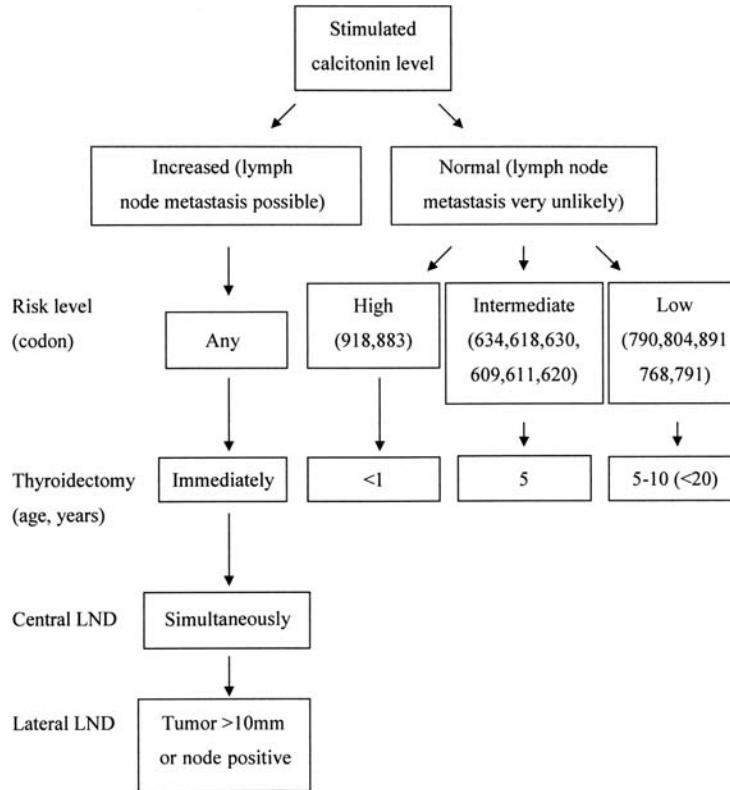 Stimulated
calcitonin level
Increased (lymph
node metastasis possible)
Normal (lymph node
metastasis very unlikely)
Risk level
(codon)
Any
High
(918,883)
Intermediate
(634,618,630,
609,611,620)
Low
(790,804,891
768,791)
Thyroidectomy
(age, years)
Immediately
<1
5
5-10 (<20)
Central LND
Simultaneously
Lateral LND
Tumor >10mm
or node positive